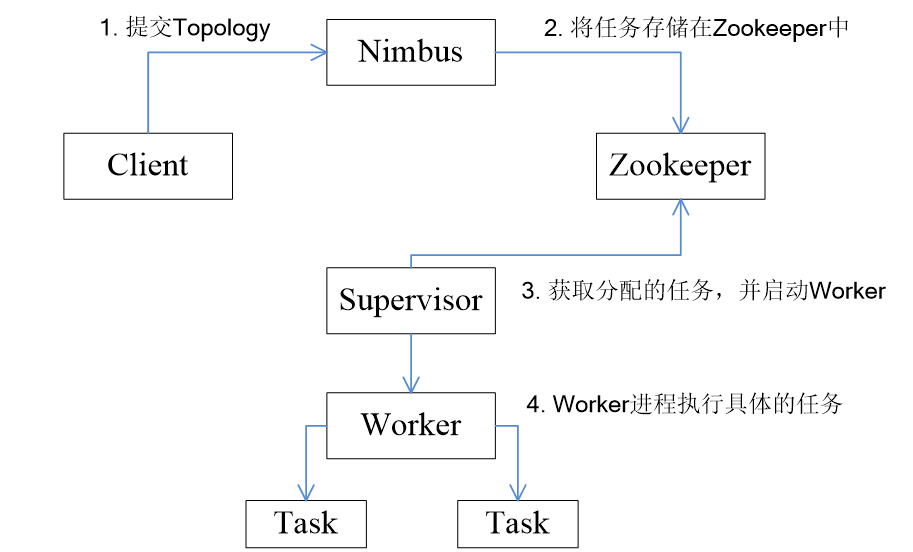 1. 提交Topology
Nimbus
2. 将任务存储在Zookeeper中
Client
Zookeeper
Supervisor
3. 获取分配的任务，并启动Worker
Worker
4. Worker进程执行具体的任务
Task
Task